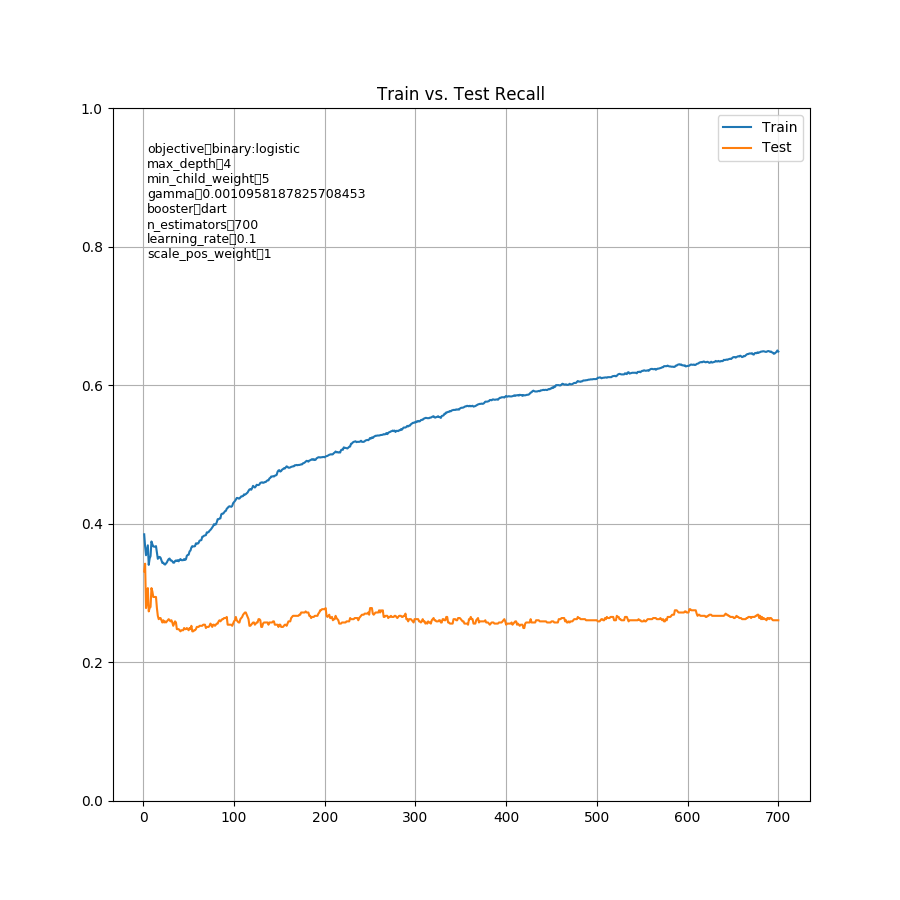 Train vs. Test Recall
Train
Test
objective▯binary:logistic
max_depth▯4
min_child_weight▯5
gamma▯0.0010958187825708453
booster▯dart
n_estimators▯700
learning_rate▯0.1
scale_pos_weight▯1
1.0
0.8
0.6
0.4
0.2
0.0
0 100 200 300 400 500 600 700